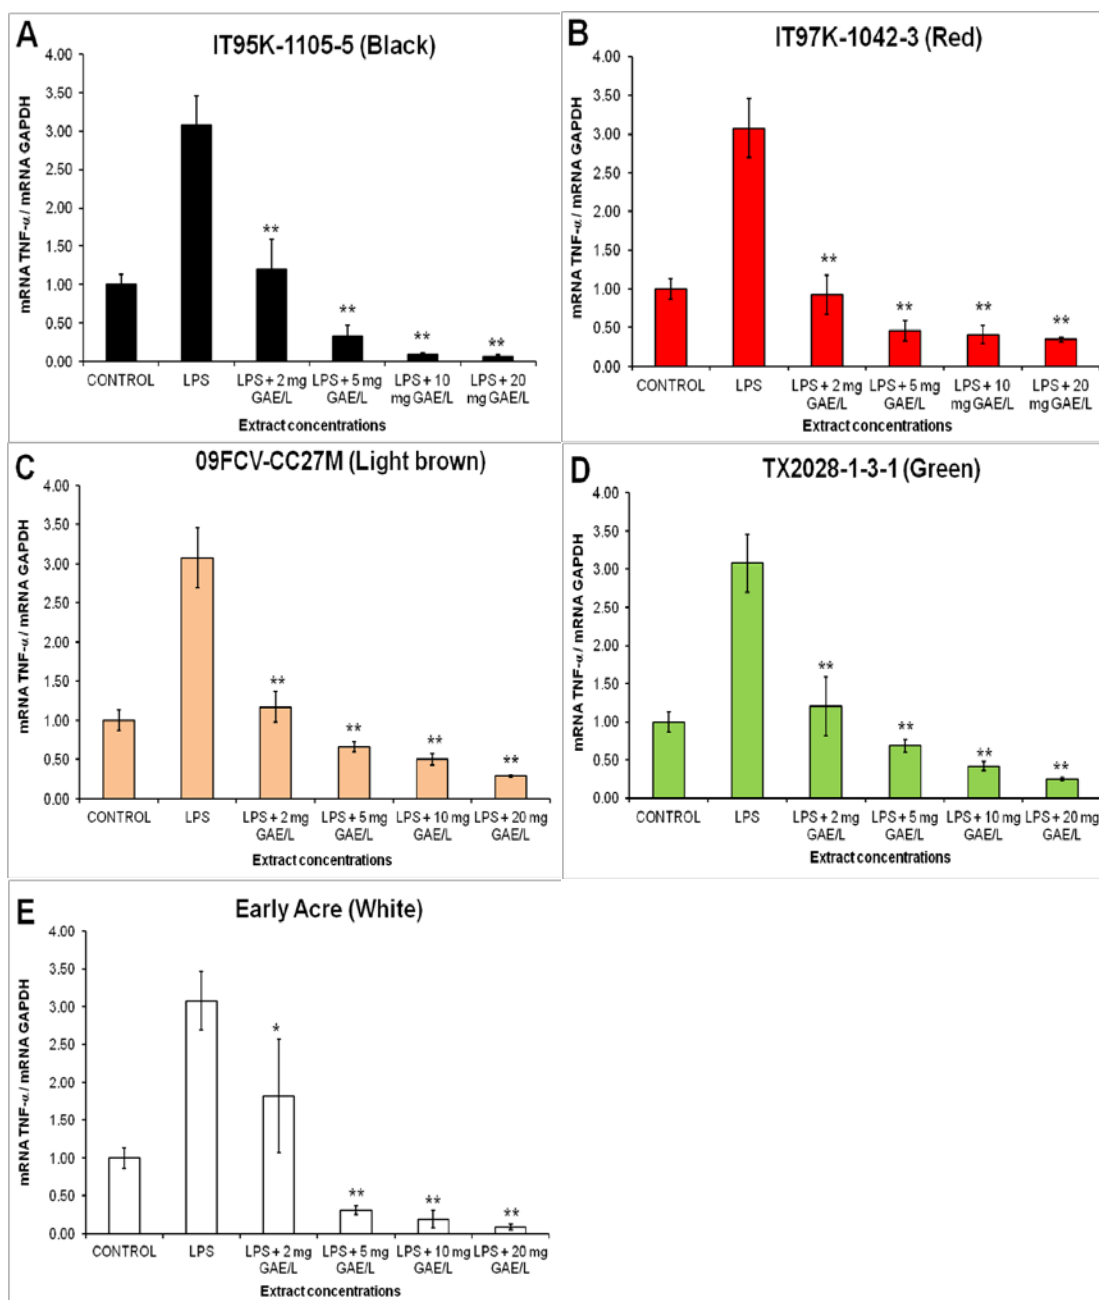 A
IT95K-1105-5 (Black)
mRNA TNF-α / mRNA GAPDH
4.00
3.50
3.00
2.50
2.00
1.50
1.00
0.50
0.00
**
**
**
**
CONTROL
LPS
LPS + 2 mg
GAE/L
LPS + 5 mg
GAE/L
LPS + 10
mg GAE/L
LPS + 20
mg GAE/L
Extract concentrations
B
IT97K-1042-3 (Red)
mRNA TNF-α / mRNA GAPDH
4.00
3.50
3.00
2.50
2.00
1.50
1.00
0.50
0.00
**
**
**
**
CONTROL
LPS
LPS + 2 mg
GAE/L
LPS + 5 mg
GAE/L
LPS + 10
mg GAE/L
LPS + 20
mg GAE/L
Extract concentrations
C
09FCV-CC27M (Light brown)
mRNA TNF-α / mRNA GAPDH
4.00
3.50
3.00
2.50
2.00
1.50
1.00
0.50
0.00
**
**
**
**
CONTROL
LPS
LPS + 2 mg
GAE/L
LPS + 5 mg
GAE/L
LPS + 10 mg
GAE/L
LPS + 20 mg
GAE/L
Extract concentrations
D
TX2028-1-3-1 (Green)
mRNA TNF-α / mRNA GAPDH
4.00
3.50
3.00
2.50
2.00
1.50
1.00
0.50
0.00
**
**
**
**
CONTROL
LPS
LPS + 2 mg
GAE/L
LPS + 5 mg
GAE/L
LPS + 10 mg
GAE/L
LPS + 20 mg
GAE/L
Extract concentrations
E
Early Acre (White)
mRNA TNF-α / mRNA GAPDH
4.00
3.50
3.00
2.50
2.00
1.50
1.00
0.50
0.00
*
**
**
**
CONTROL
LPS
LPS + 2 mg
GAE/L
LPS + 5 mg
GAE/L
LPS + 10 mg
GAE/L
LPS + 20 mg
GAE/L
Extract concentrations